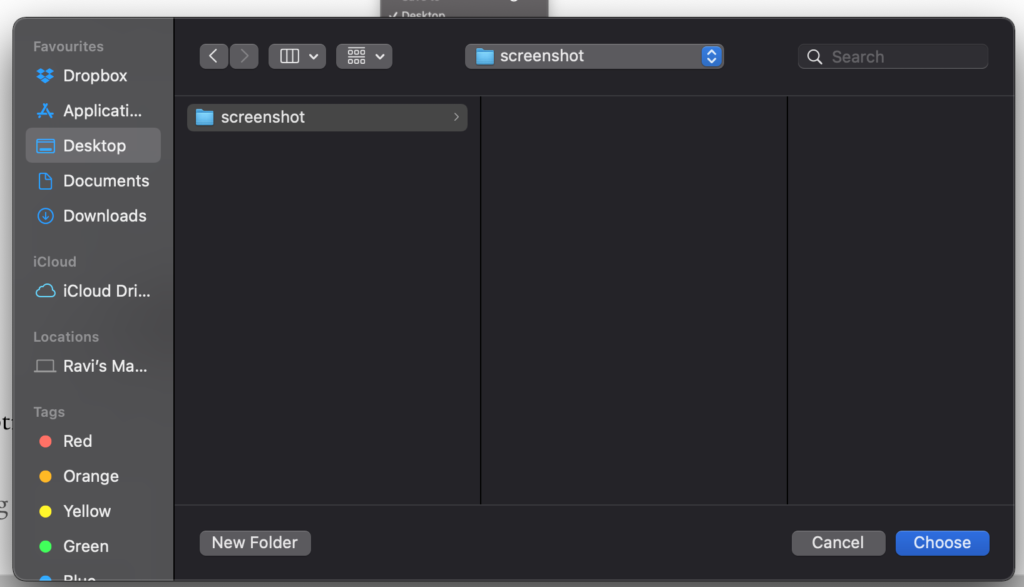 Desktop
Favourites
Dropbox
Applicati...
Desktop
Documents
Downloads
iCloud
iCloud Dri...
Locations
Ravi's Ma...
Tags
Red
Orange
Yellow
Green
Blue
screenshot
Search
screenshot
New Folder
Cancel
Choose